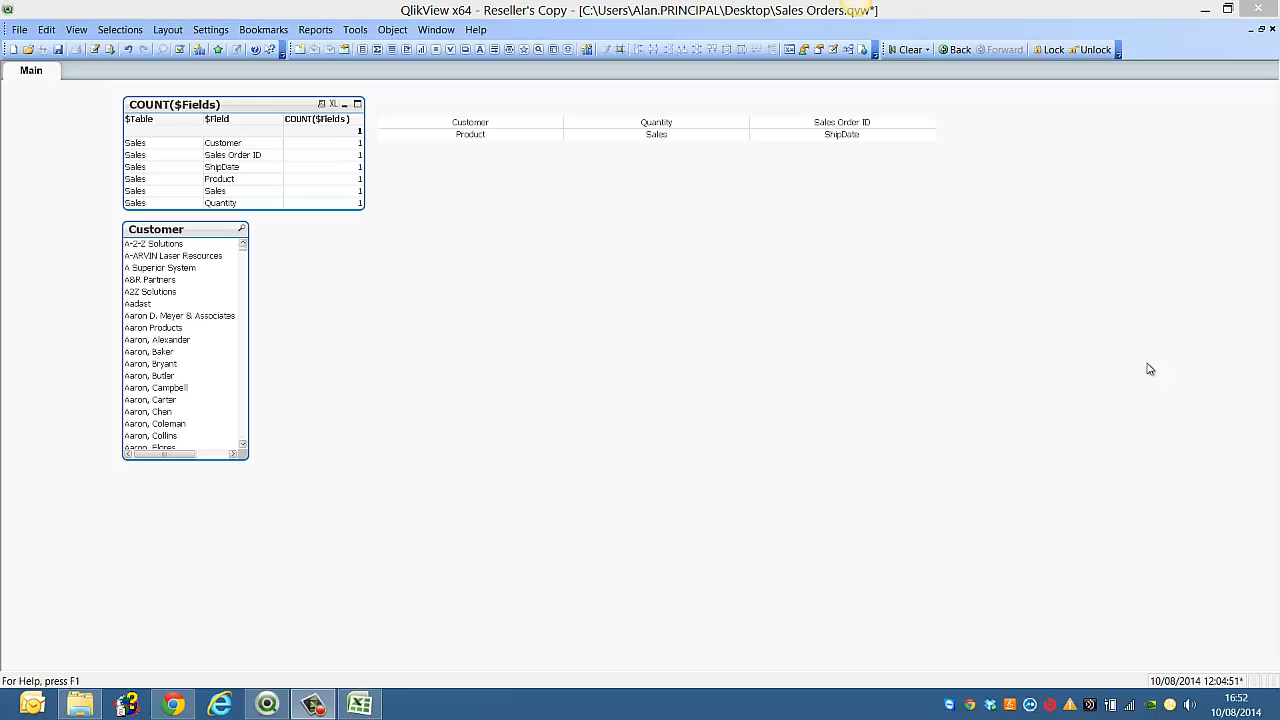 QlikView x64 - Reseller's Copy - [C:\Users\Alan.PRINCIPAL\Desktop\Sales Orders.qvw*]
File Edit View Selections Layout Settings Bookmarks Reports Tools Object Window Help
Clear Back Forward Lock Unlock
Main
COUNT($Fields) XL
$Table $Field COUNT($Fields )
1
Sales Customer 1
Sales Sales Order ID 1
Sales ShipDate 1
Sales Product 1
Sales Sales 1
Sales Quantity 1
Customer Quantity Sales Order ID
Product Sales ShipDate
Customer
A-2-Z Solutions
A-ARVIN Laser Resources
A Superior System
A&R Partners
A2Z Solutions
Aadast
Aaron D. Meyer & Associates
Aaron Products
Aaron, Alexander
Aaron, Baker
Aaron, Bryant
Aaron, Butler
Aaron, Campbell
Aaron, Carter
Aaron, Chen
Aaron, Coleman
Aaron, Collins
Aaron, Flores
For Help, press F1
10/08/2014 12:04:51*
16:52
10/08/2014